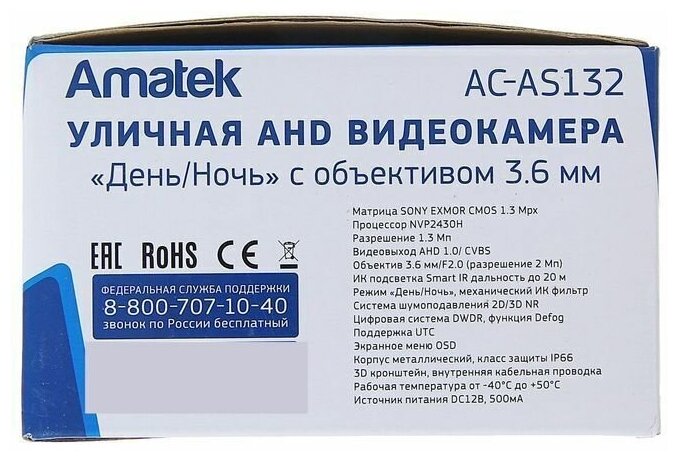 Amatek
AC-AS132
УЛИЧНАЯ AHD ВИДЕОКАМЕРА
«День/Ночь» с объективом 3.6 мм
Матрица SONY EXMOR CMOS 1.3 Mpx
Процессор NVP2430H
Разрешение 1.3 Мп
Видеовыход AHD 1.0/ CVBS
Объектив 3.6 мм/F2.0 (разрешение 2 Мп)
ИК подсветка Smart IR дальность до 20 м
Режим «День/Ночь», механический ИК фильтр
Система шумоподавления 2D/3D NR
Цифровая система DWDR, функция Defog
Поддержка UTC
Экранное меню OSD
Корпус металлический, класс защиты IP66
3D кронштейн, внутренняя кабельная проводка
Рабочая температура от -40°C до +50°C
Источник питания DC12В, 500мА
EAC RoHS CE
ФЕДЕРАЛЬНАЯ СЛУЖБА ПОДДЕРЖКИ
8-800-707-10-40
звонок по России бесплатный